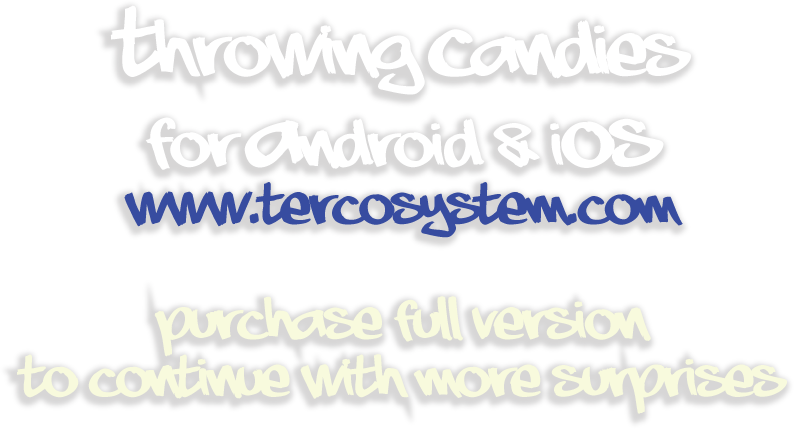 Throwing Candies
for Android & iOS
www.tercosystem.com
purchase full version
to continue with more surprises